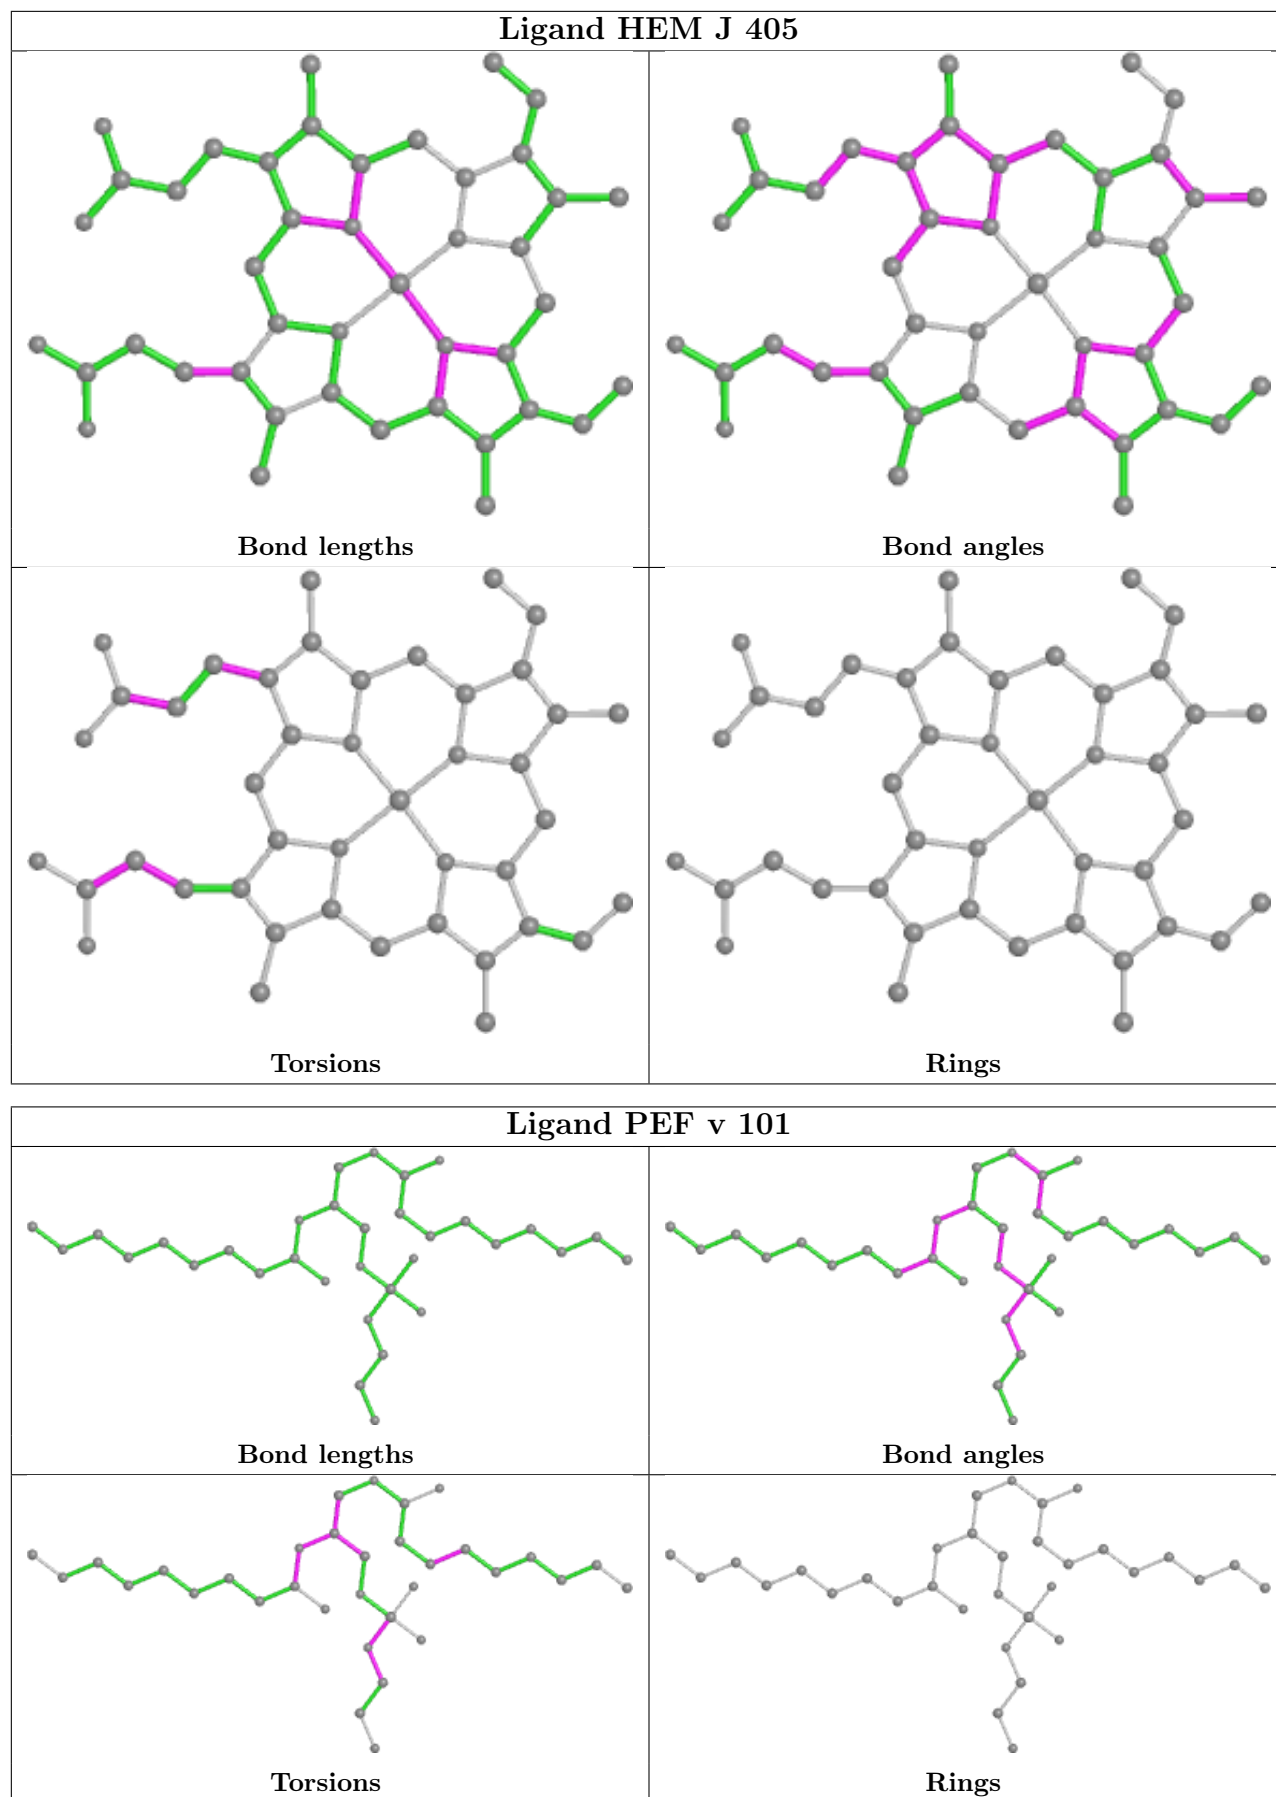 Ligand HEM J 405
Bond lengths
Bond angles
Torsions
Rings
Ligand PEF v 101
Bond lengths
Bond angles
Torsions
Rings